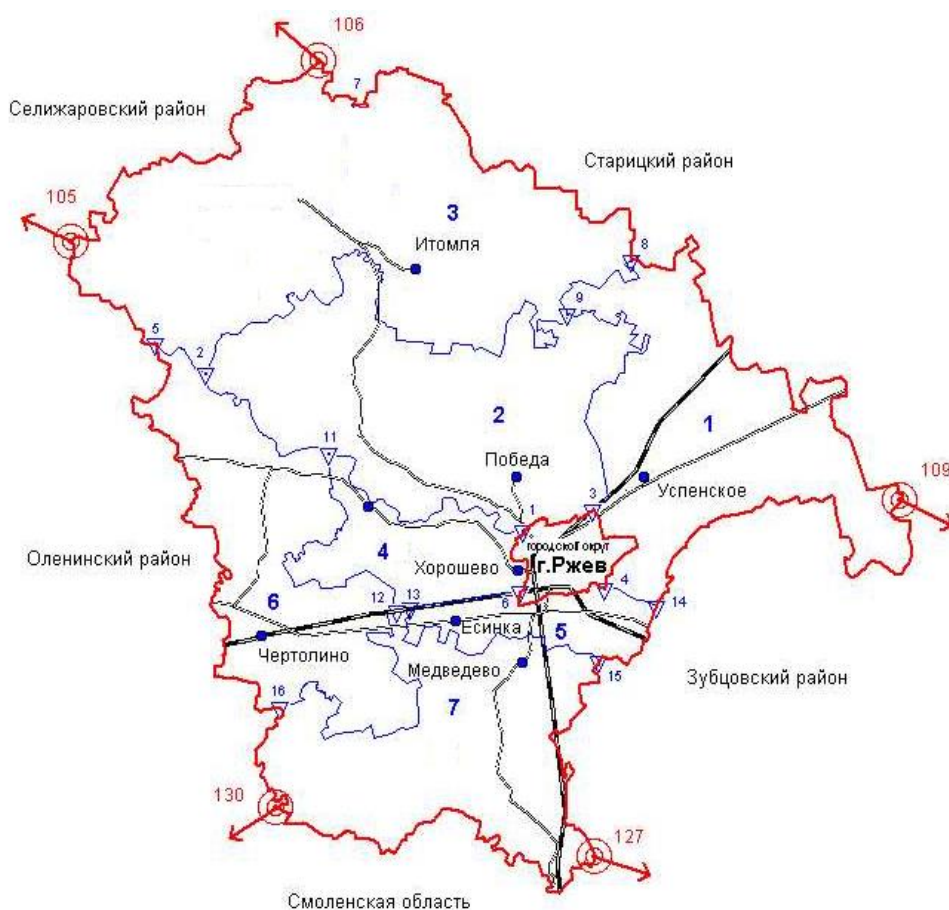 106
7
Селижаровский район
Старицкий район
105
3
Итомля
8
9
5
2
2
1
11
Победа
109
3
Успенское
1
городской округ
г.Ржев
Оленинский район
4
Хорошево
6
4
12
13
6
14
Есинка
5
Чертолино
Медведево
15
Зубцовский район
16
7
130
127
Смоленская область